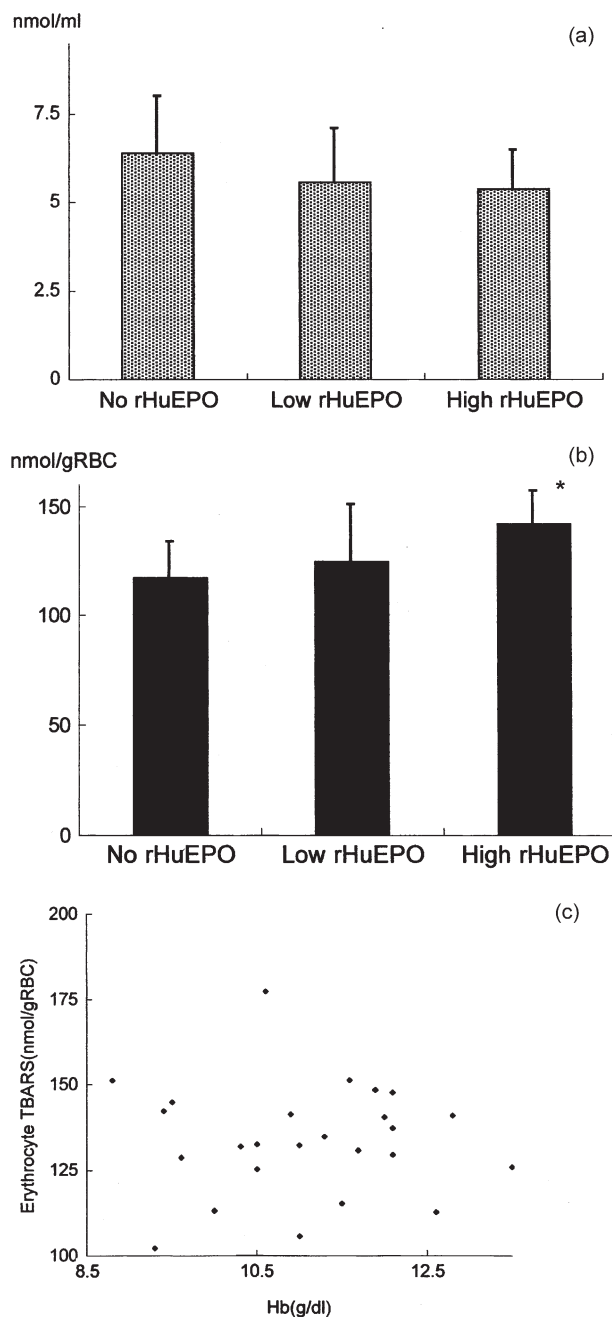 nmol/ml
(a)
7.5
5
2.5
0
No rHuEPO Low rHuEPO High rHuEPO
nmol/gRBC
(b)
*
150
100
50
0
No rHuEPO Low rHuEPO High rHuEPO
(c)
Erythrocyte TBARS(nmol/gRBC)
200
175
150
125
100
8.5 10.5 12.5
Hb(g/dl)